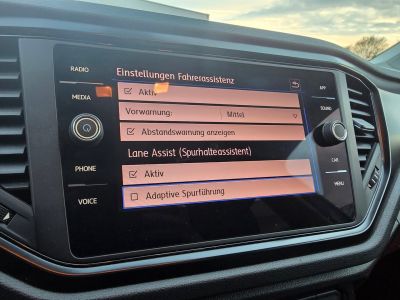 RADIO
MEDIA
PHONE
VOICE
Einstellungen Fahrerassistenz
Aktiv
Vorwarnung: Mittel
Abstandswarnung anzeigen
Lane Assist (Spurhalteassistent)
Aktiv
Adaptive Spurführung
APP
SOUND
CAR
MENU